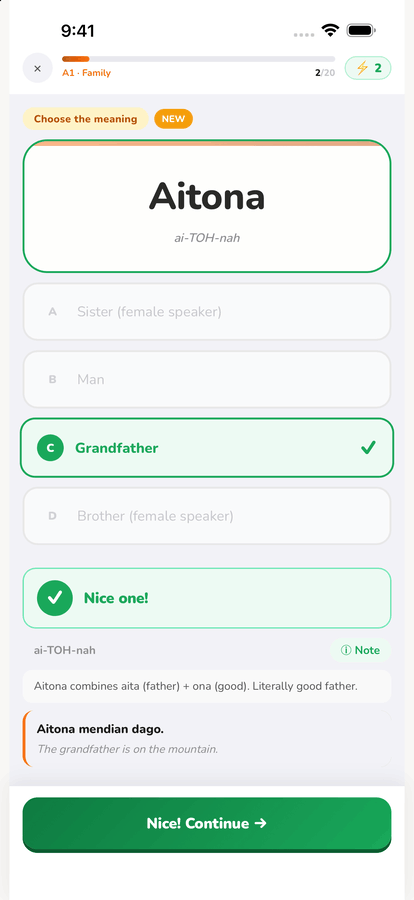 9:41
×
A1 · Family
2/20
⚡ 2
Choose the meaning
NEW
Aitona
ai-TOH-nah
A Sister (female speaker)
B Man
C Grandfather ✓
D Brother (female speaker)
✓ Nice one!
ai-TOH-nah
ⓘ Note
Aitona combines aita (father) + ona (good). Literally good father.
Aitona mendian dago.
The grandfather is on the mountain.
Nice! Continue →